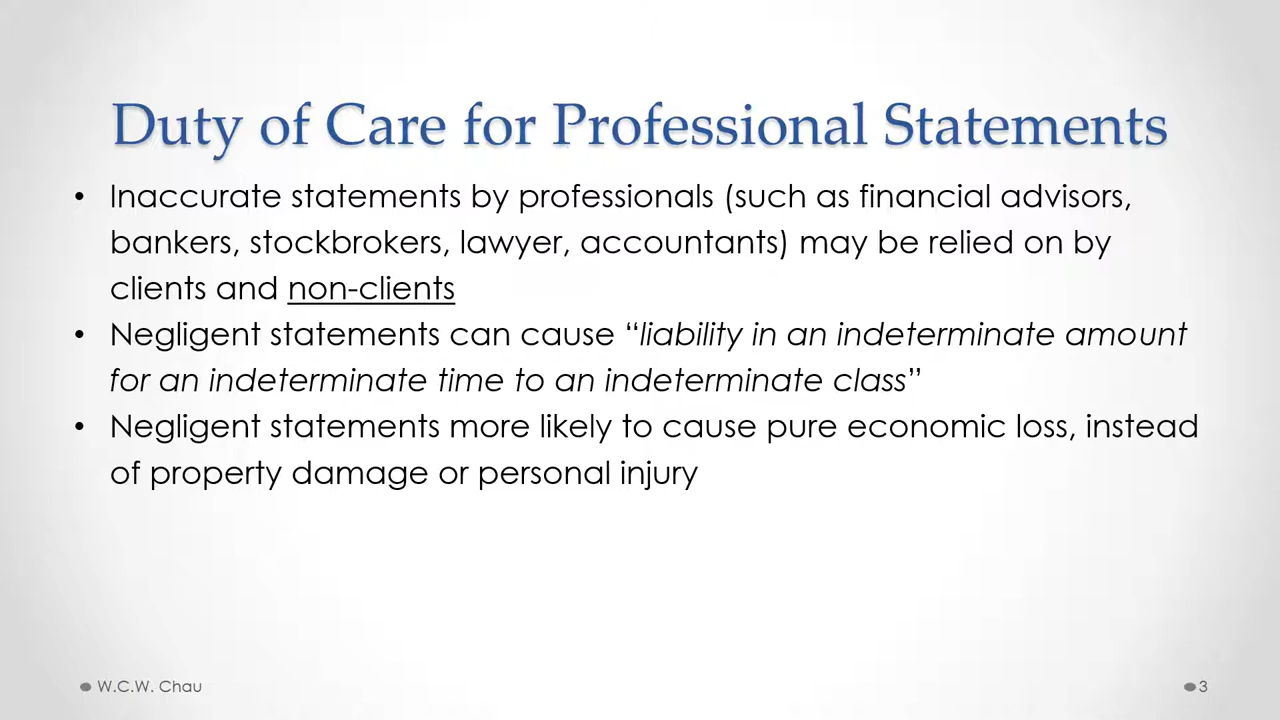 Duty of Care for Professional Statements
• Inaccurate statements by professionals (such as financial advisors,
bankers, stockbrokers, lawyer, accountants) may be relied on by
clients and non-clients
• Negligent statements can cause “liability in an indeterminate amount
for an indeterminate time to an indeterminate class”
• Negligent statements more likely to cause pure economic loss, instead
of property damage or personal injury
W.C.W. Chau
3